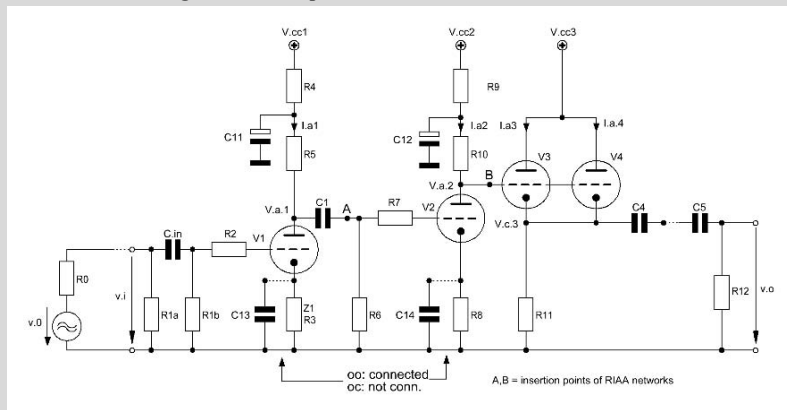 V.cc1
V.cc2
V.cc3
R4
R9
C11
I.a1
C12
I.a2
I.a3
I.a.4
R5
R10
V3
V4
B
V.a.1
C1
A
R7
V.a.2
V2
C4
C5
C.in
R2
V1
V.c.3
R0
v.i
v.0
R1a
R1b
C13
Z1
R3
R6
C14
R8
R11
R12
v.o
oo: connected
oc: not conn.
A,B = insertion points of RIAA networks